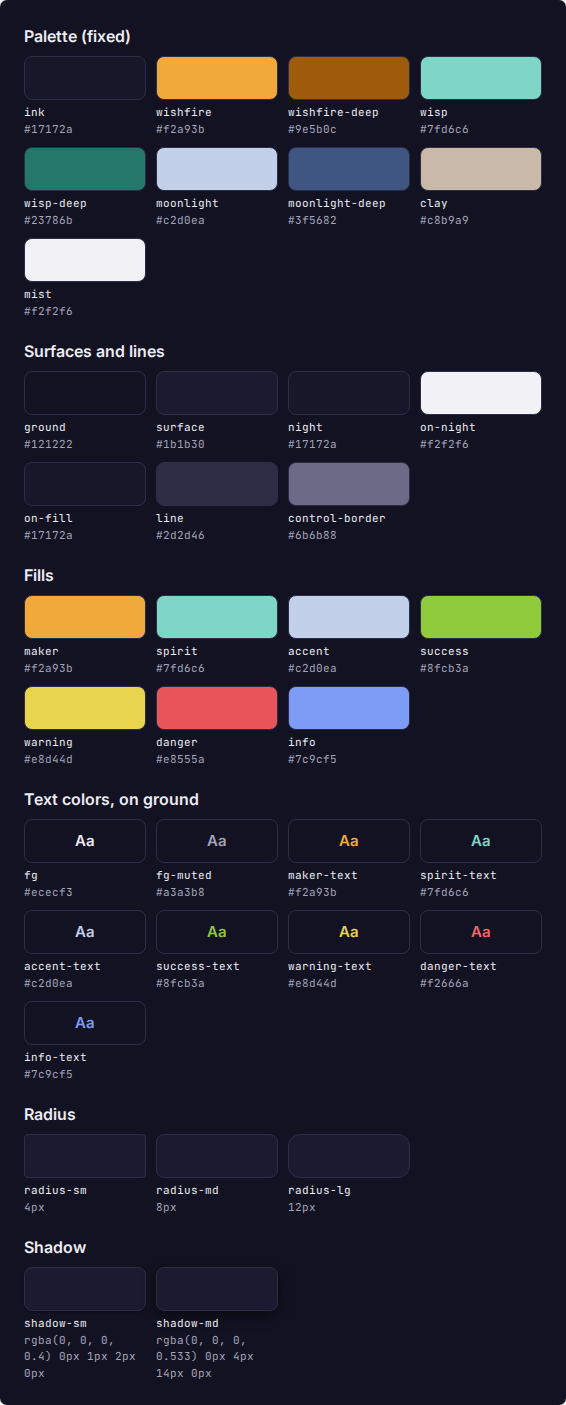 Palette (fixed)
ink wishfire wishfire-deep wisp
#17172a #f2a93b #9e5b0c #7fd6c6
wisp-deep moonlight moonlight-deep clay
#23786b #c2d0ea #3f5682 #c8b9a9
mist
#f2f2f6
Surfaces and lines
ground surface night on-night
#121222 #1b1b30 #17172a #f2f2f6
on-fill line control-border
#17172a #2d2d46 #6b6b88
Fills
maker spirit accent success
#f2a93b #7fd6c6 #c2d0ea #8fcb3a
warning danger info
#e8d44d #e8555a #7c9cf5
Text colors, on ground
Aa Aa Aa Aa
fg fg-muted maker-text spirit-text
#ececf3 #a3a3b8 #f2a93b #7fd6c6
Aa Aa Aa Aa
accent-text success-text warning-text danger-text
#c2d0ea #8fcb3a #e8d44d #f2666a
Aa
info-text
#7c9cf5
Radius
radius-sm radius-md radius-lg
4px 8px 12px
Shadow
shadow-sm shadow-md
rgba(0, 0, 0, rgba(0, 0, 0,
0.4) 0px 1px 2px 0.533) 0px 4px
0px 14px 0px